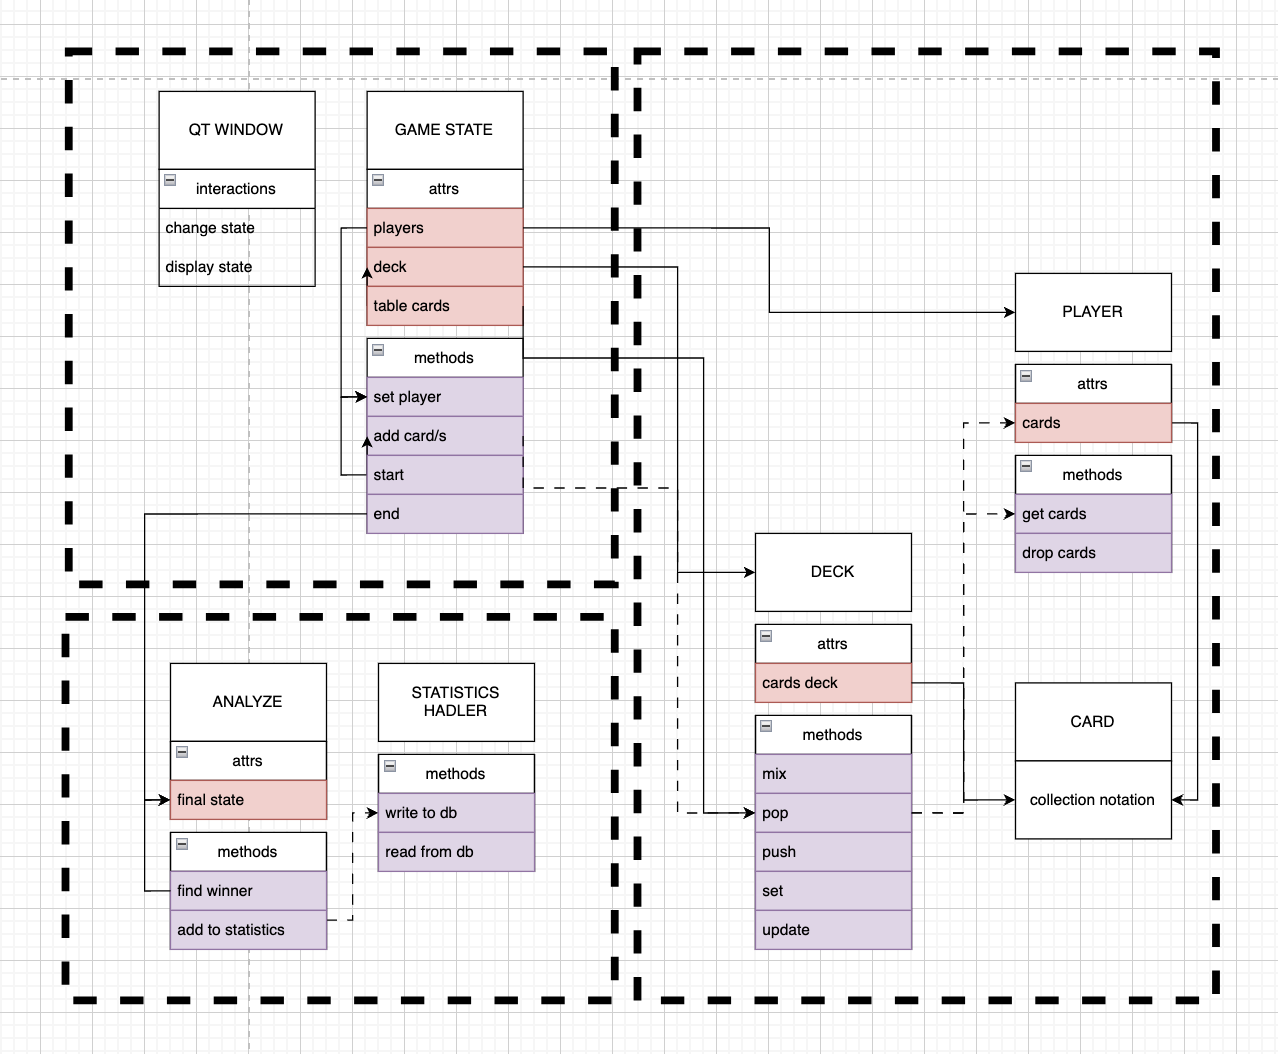 QT WINDOW
interactions
change state
display state
GAME STATE
attrs
players
deck
table cards
methods
set player
add card/s
start
end
PLAYER
attrs
cards
methods
get cards
drop cards
DECK
attrs
cards deck
methods
mix
pop
push
set
update
CARD
collection notation
ANALYZE
attrs
final state
methods
find winner
add to statistics
STATISTICS
HADLER
methods
write to db
read from db